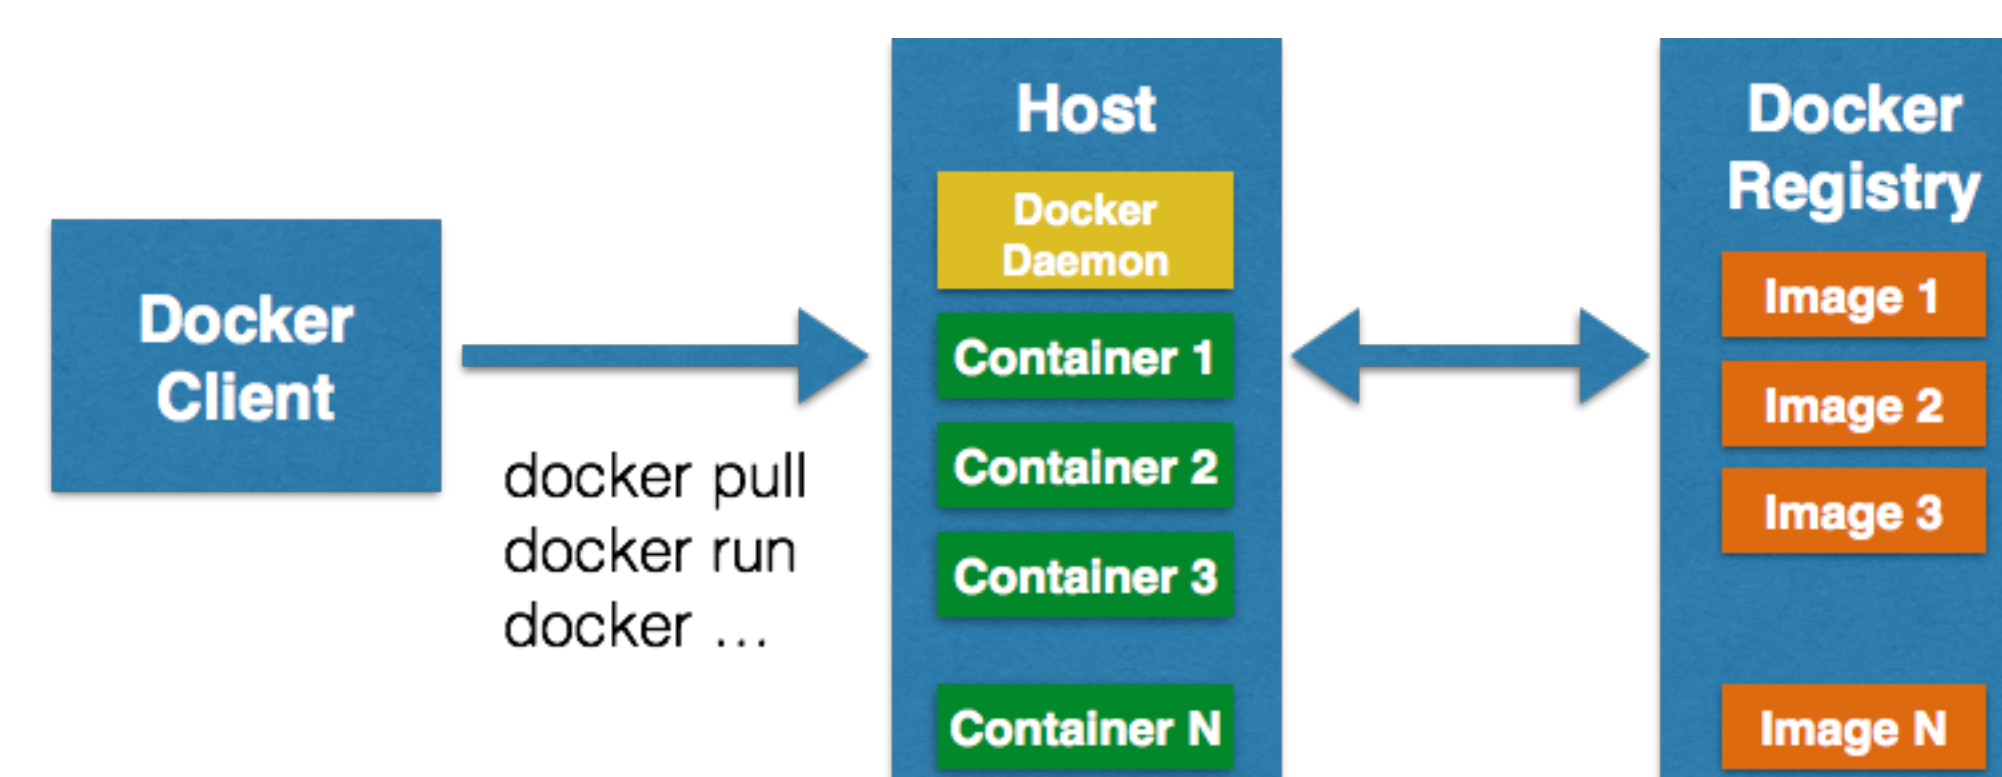 Docker
Client
docker pull
docker run
docker ...
Host
Docker
Daemon
Container 1
Container 2
Container 3
Container N
Docker
Registry
Image 1
Image 2
Image 3
Image N